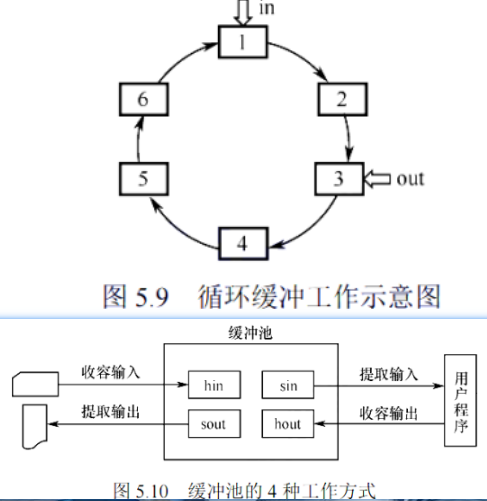 in
1
6
2
5
3
out
4
图 5.9 循环缓冲工作示意图
缓冲池
收容输入
hin
sin
提取输入
用户程序
提取输出
sout
hout
收容输出
图 5.10 缓冲池的 4 种工作方式